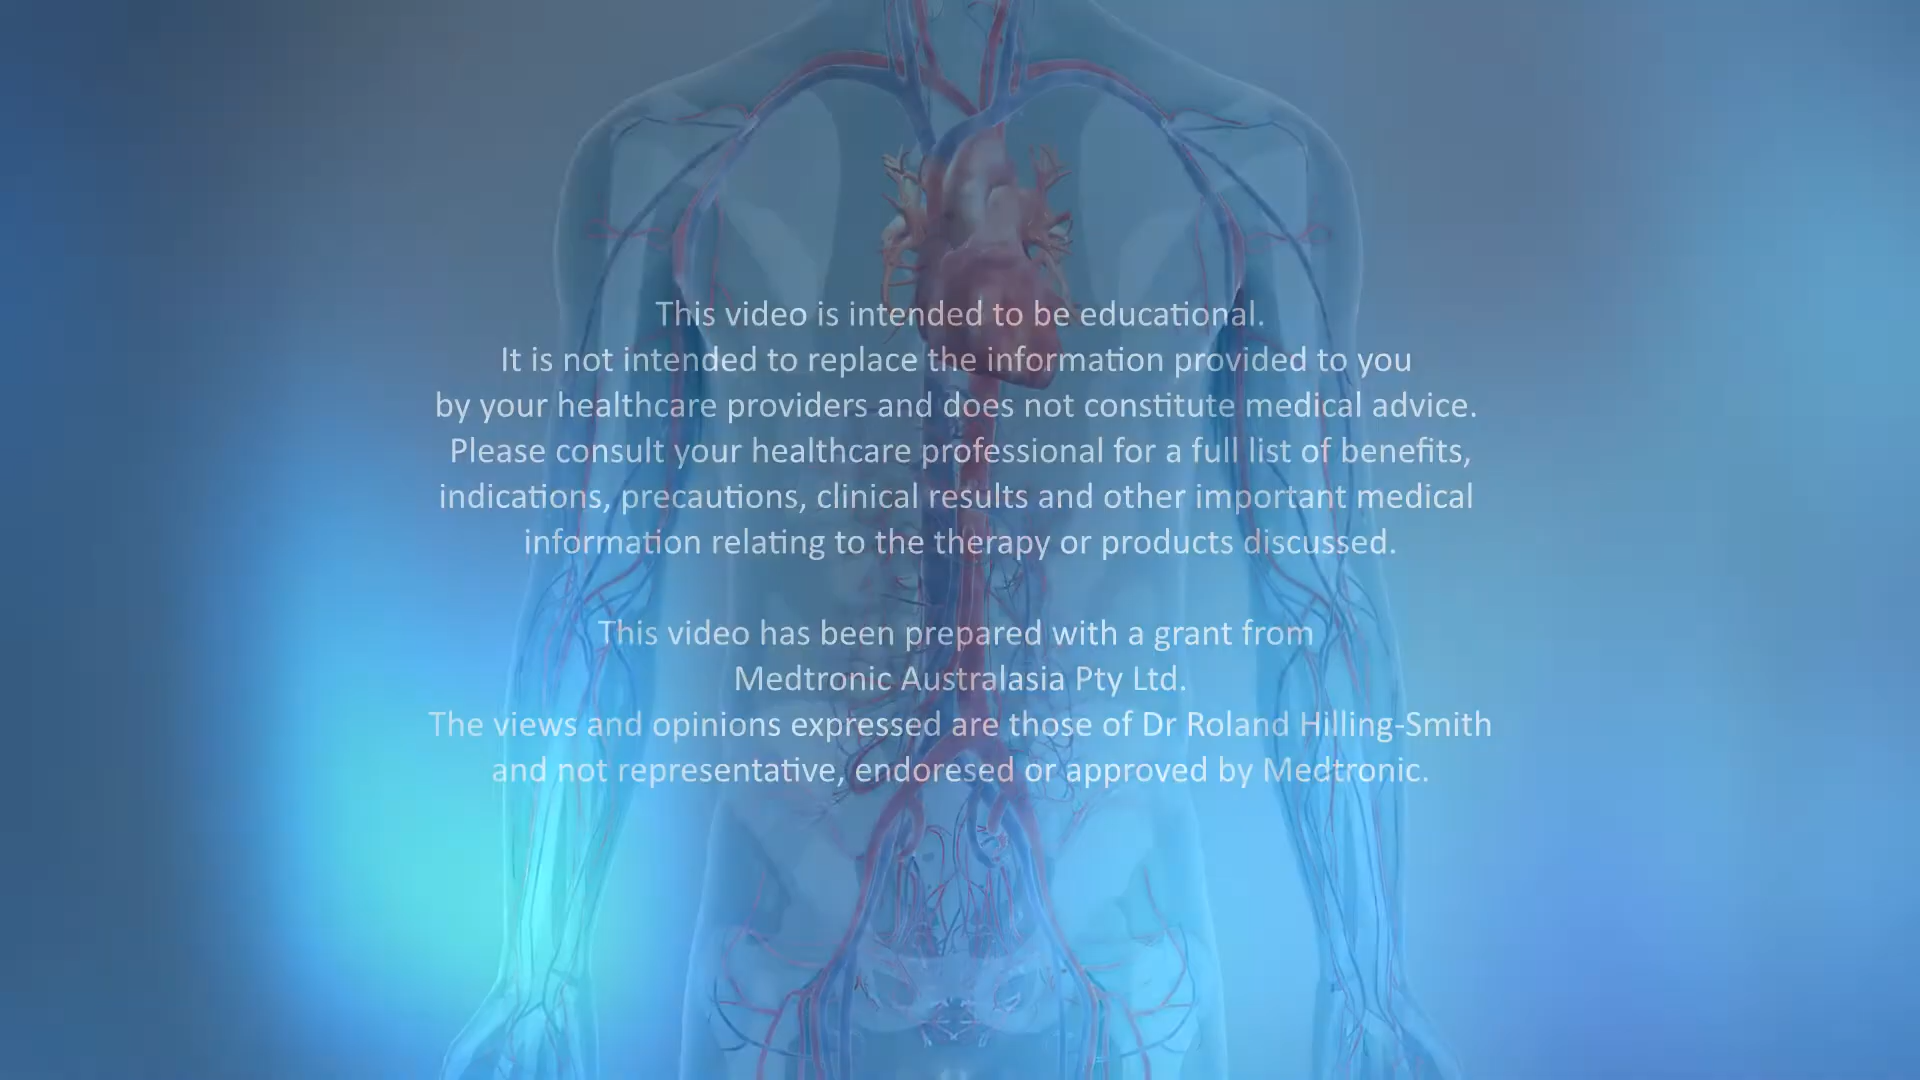 This video is intended to be educational.
It is not intended to replace the information provided to you
by your healthcare providers and does not constitute medical advice.
Please consult your healthcare professional for a full list of benefits,
indications, precautions, clinical results and other important medical
information relating to the therapy or products discussed.
This video has been prepared with a grant from
Medtronic Australasia Pty Ltd.
The views and opinions expressed are those of Dr Roland Hilling-Smith
and not representative, endoresed or approved by Medtronic.